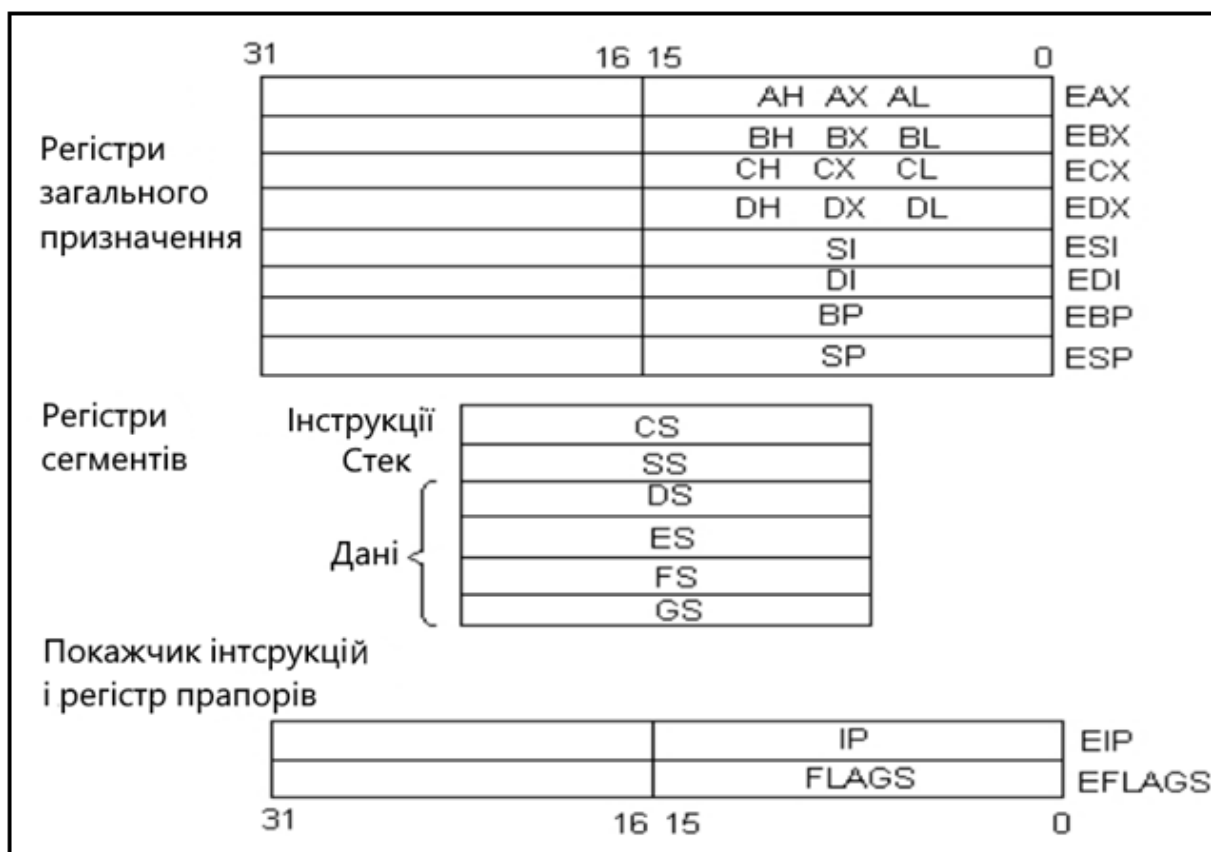 31 16 15 0
AH AX AL EAX
BH BX BL EBX
CH CX CL ECX
DH DX DL EDX
SI ESI
DI EDI
BP EBP
SP ESP
Регістри
загального
призначення
Регістри
сегментів
Інструкції CS
Стек SS
Дані
DS
ES
FS
GS
Покажчик інтсрукцій
і регістр прапорів
IP EIP
FLAGS EFLAGS
31 16 15 0